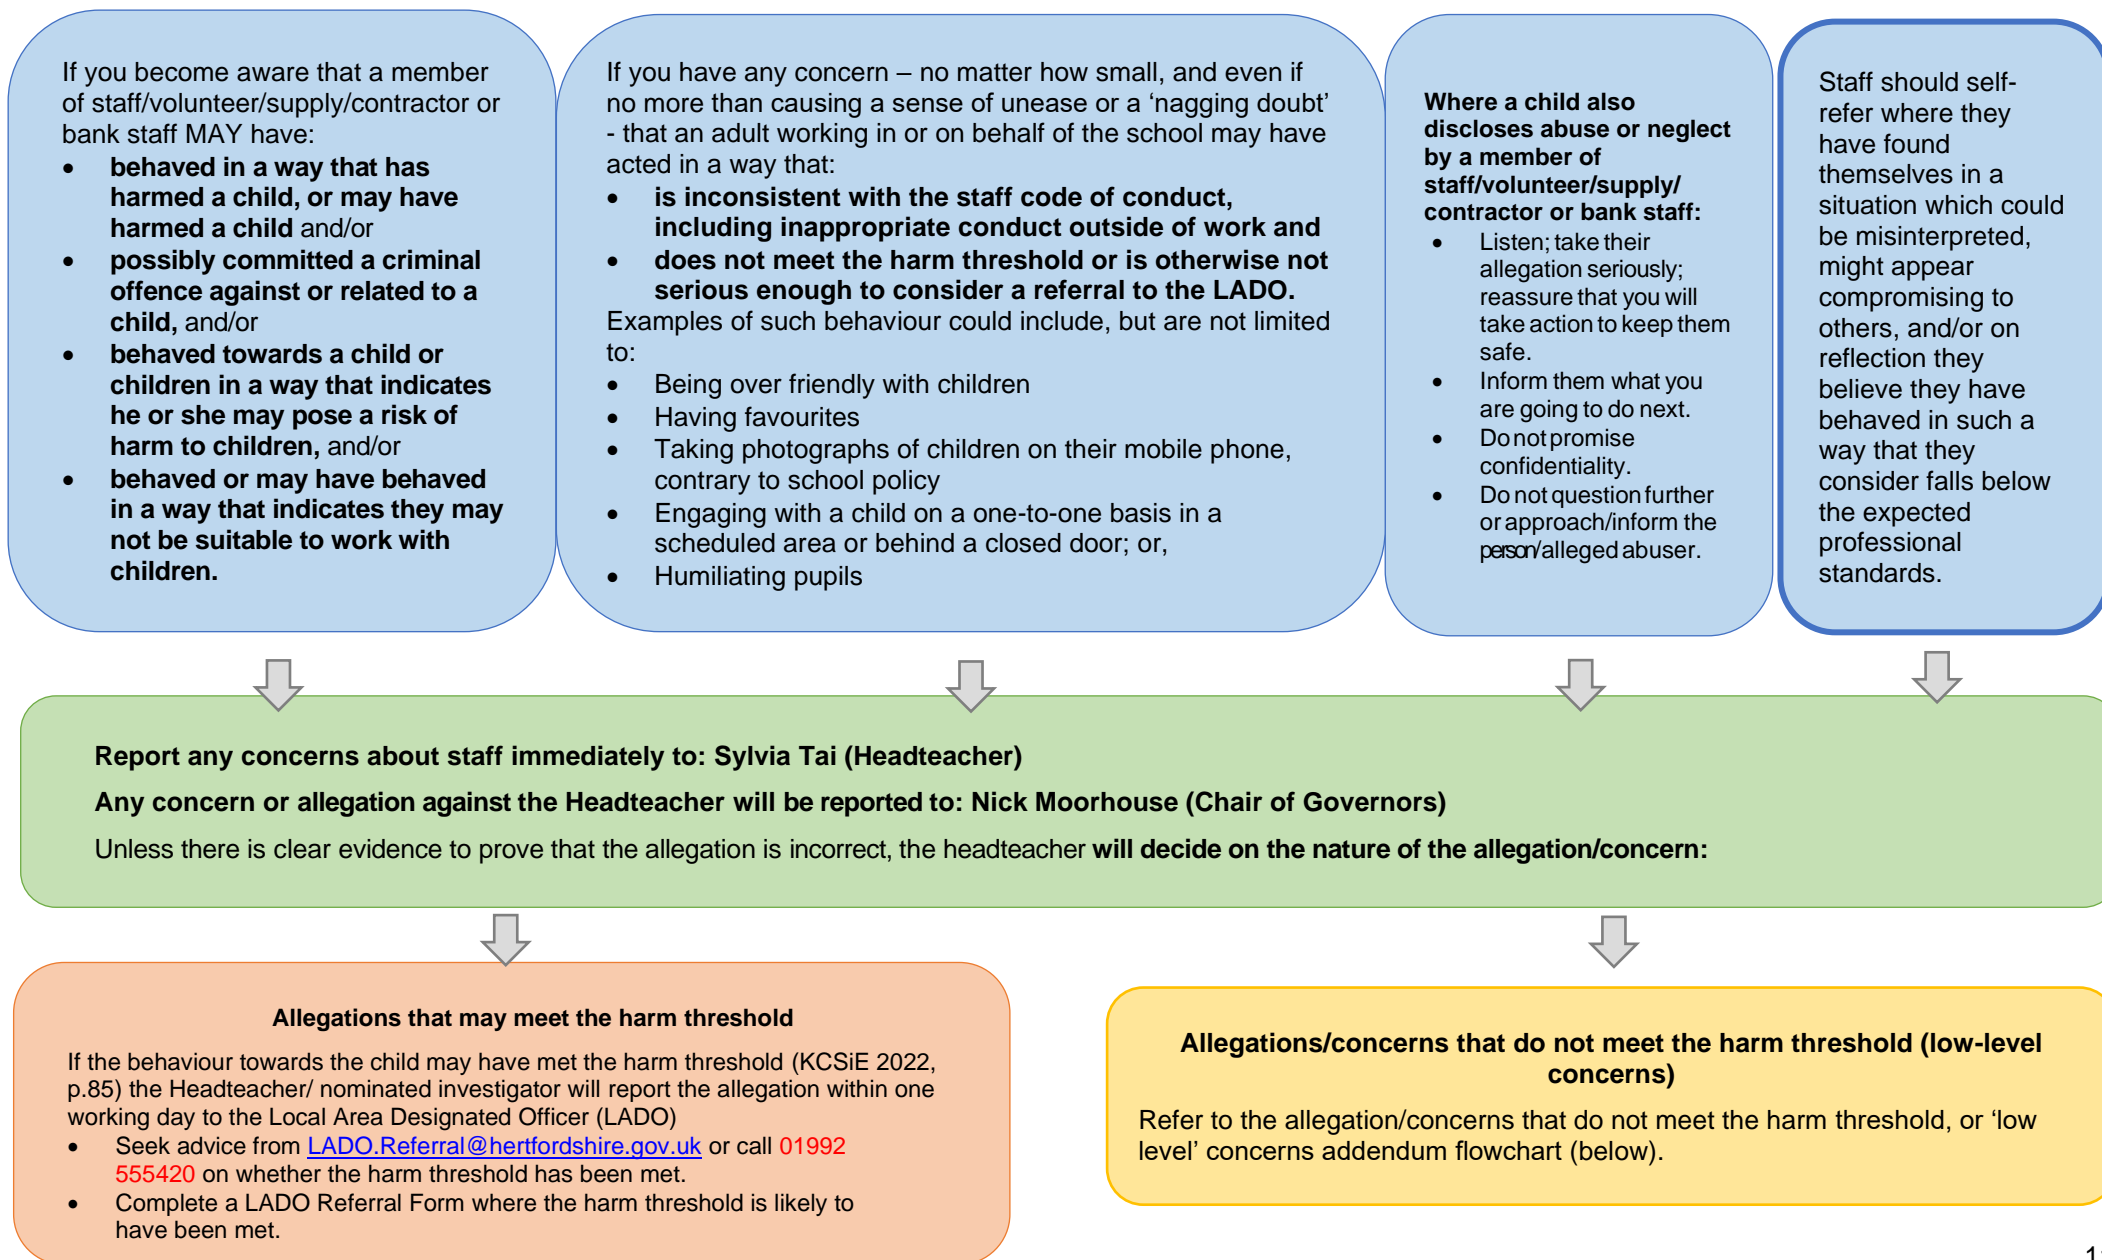 If you become aware that a member
of staff/volunteer/supply/contractor or
bank staff MAY have:
• behaved in a way that has
harmed a child, or may have
harmed a child and/or
• possibly committed a criminal
offence against or related to a
child, and/or
• behaved towards a child or
children in a way that indicates
he or she may pose a risk of
harm to children, and/or
• behaved or may have behaved
in a way that indicates they may
not be suitable to work with
children.
If you have any concern – no matter how small, and even if
no more than causing a sense of unease or a ‘nagging doubt’
- that an adult working in or on behalf of the school may have
acted in a way that:
• is inconsistent with the staff code of conduct,
including inappropriate conduct outside of work and
• does not meet the harm threshold or is otherwise not
serious enough to consider a referral to the LADO.
Examples of such behaviour could include, but are not limited
to:
• Being over friendly with children
• Having favourites
• Taking photographs of children on their mobile phone,
contrary to school policy
• Engaging with a child on a one-to-one basis in a
scheduled area or behind a closed door; or,
• Humiliating pupils
Where a child also
discloses abuse or neglect
by a member of
staff/volunteer/supply/
contractor or bank staff:
• Listen; take their
allegation seriously;
reassure that you will
take action to keep them
safe.
• Inform them what you
are going to do next.
• Do not promise
confidentiality.
• Do not question further
or approach/inform the
person/alleged abuser.
Staff should self-
refer where they
have found
themselves in a
situation which could
be misinterpreted,
might appear
compromising to
others, and/or on
reflection they
believe they have
behaved in such a
way that they
consider falls below
the expected
professional
standards.
Report any concerns about staff immediately to: Sylvia Tai (Headteacher)
Any concern or allegation against the Headteacher will be reported to: Nick Moorhouse (Chair of Governors)
Unless there is clear evidence to prove that the allegation is incorrect, the headteacher will decide on the nature of the allegation/concern:
Allegations that may meet the harm threshold
If the behaviour towards the child may have met the harm threshold (KCSiE 2022,
p.85) the Headteacher/ nominated investigator will report the allegation within one
working day to the Local Area Designated Officer (LADO)
• Seek advice from LADO.Referral@hertfordshire.gov.uk or call 01992
555420 on whether the harm threshold has been met.
• Complete a LADO Referral Form where the harm threshold is likely to
have been met.
Allegations/concerns that do not meet the harm threshold (low-level
concerns)
Refer to the allegation/concerns that do not meet the harm threshold, or ‘low
level’ concerns addendum flowchart (below).